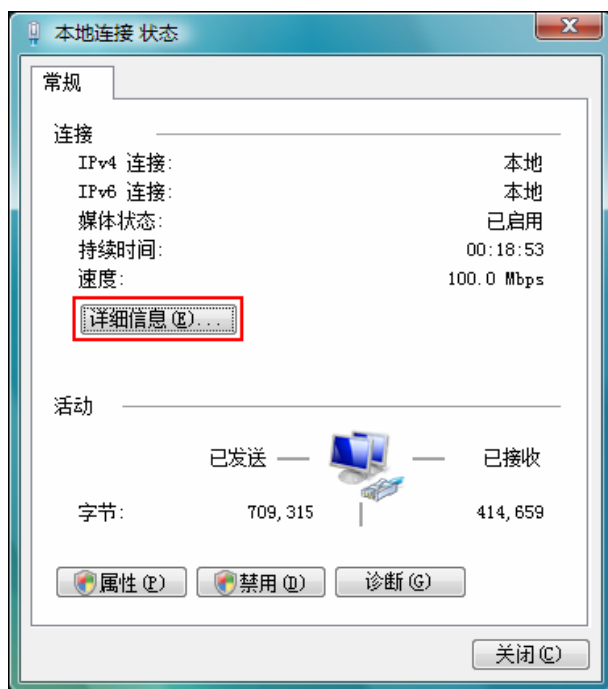 本地连接 状态
常规
连接
IPv4 连接: 本地
IPv6 连接: 本地
媒体状态: 已启用
持续时间: 00:18:53
速度: 100.0 Mbps
详细信息(E)...
活动
已发送 — — 已接收
字节: 709,315 | 414,659
属性(P) 禁用(D) 诊断(G)
关闭(C)